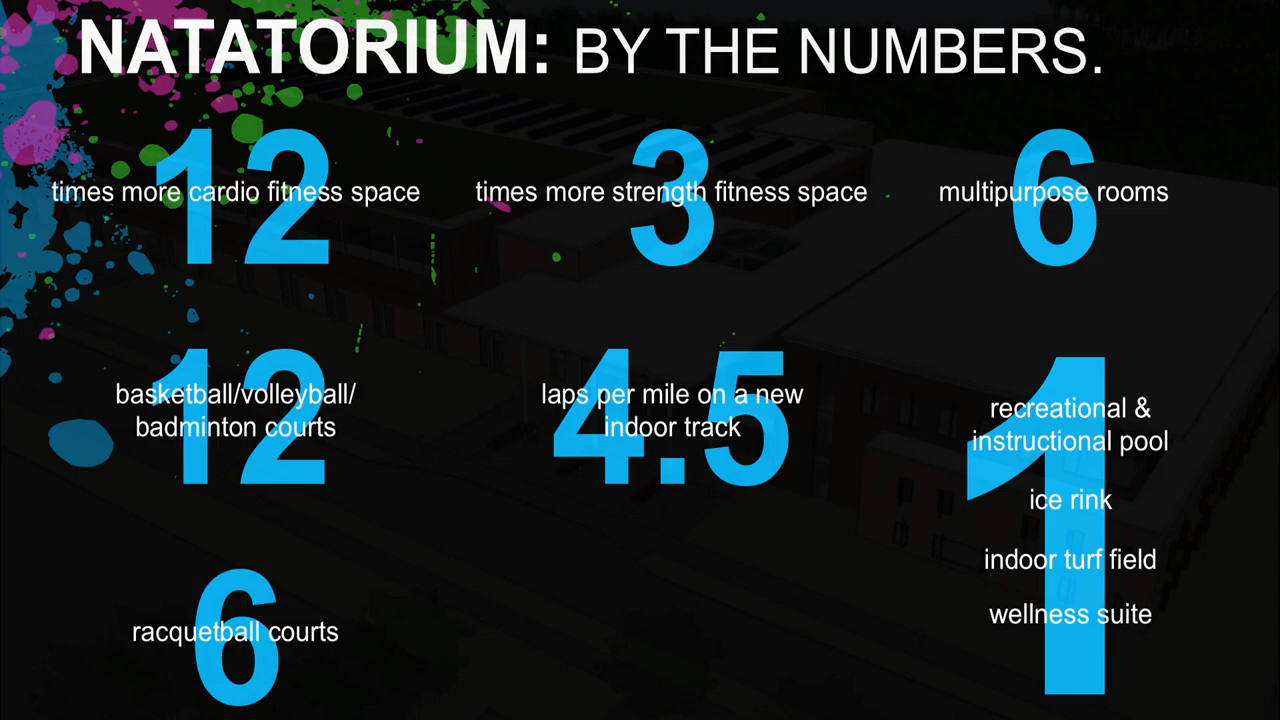 NATATORIUM: BY THE NUMBERS.
12
times more cardio fitness space
3
times more strength fitness space
6
multipurpose rooms
12
basketball/volleyball/
badminton courts
4.5
laps per mile on a new
indoor track
1
recreational &
instructional pool
ice rink
indoor turf field
wellness suite
6
racquetball courts